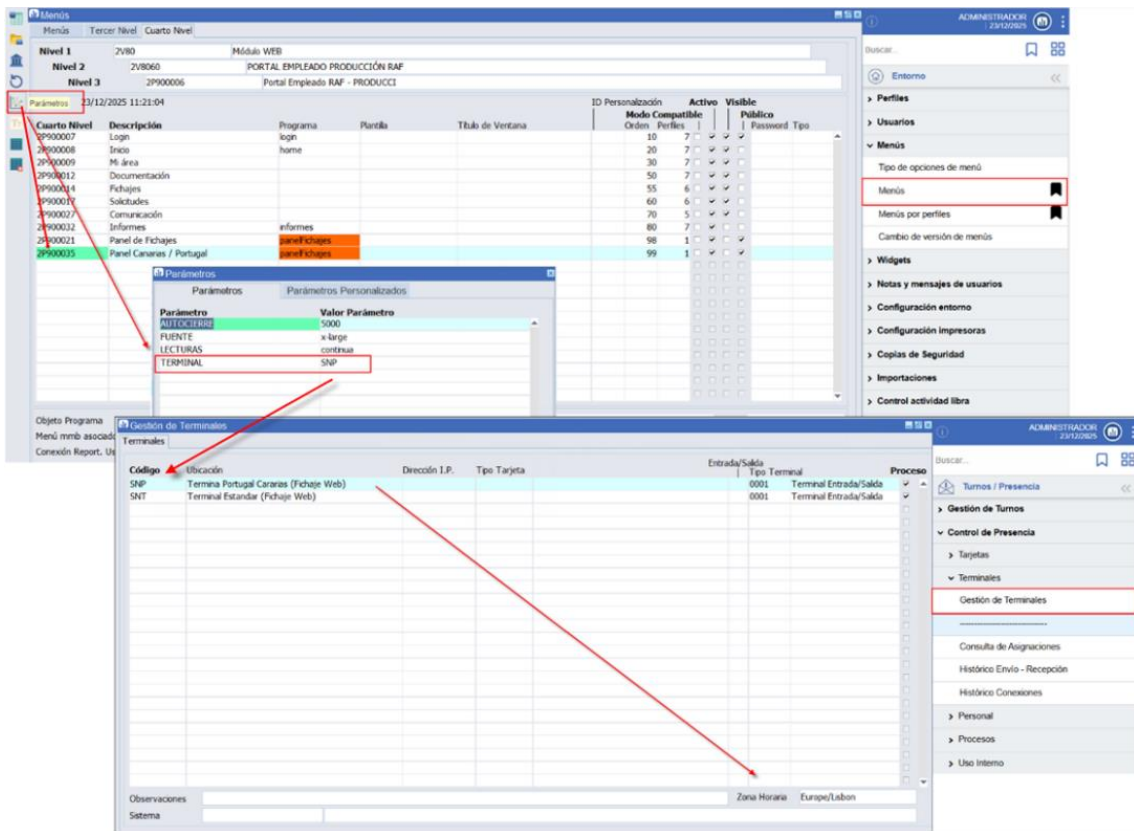 Menús
Menús Tercer Nivel Cuarto Nivel
Nivel 1 2V80 Módulo WEB
Nivel 2 2V8060 PORTAL EMPLEADO PRODUCCIÓN RAF
Nivel 3 2P900006 Portal Empleado RAF - PRODUCCI
Parámetros 23/12/2025 11:21:04
ID Personalización Activo Visible
Modo Compatible Público
Cuarto Nivel Descripción Programa Plantilla Título de Ventana Orden Perfiles Password Tipo
2P900007 Login login 10 7
2P900008 Inicio home 20 7
2P900009 Mi área 30 7
2P900012 Documentación 50 7
2P900014 Fichajes 55 6
2P900017 Solicitudes 60 6
2P900027 Comunicación 70 5
2P900032 Informes informes 80 7
2P900021 Panel de Fichajes panelFichajes 98 1
2P900035 Panel Canarias / Portugal panelFichajes 99 1
Parámetros
Parámetros Parámetros Personalizados
Parámetro Valor Parámetro
AUTOCIERRE 5000
FUENTE x-large
LECTURAS continua
TERMINAL SNP
Objeto Programa
Menú mmb asociado
Conexión Report. Us
ADMINISTRADOR
23/12/2025
Buscar...
Entorno
Perfiles
Usuarios
Menús
Tipo de opciones de menú
Menús
Menús por perfiles
Cambio de versión de menús
Widgets
Notas y mensajes de usuarios
Configuración entorno
Configuración impresoras
Copias de Seguridad
Importaciones
Control actividad libra
Gestión de Terminales
Terminales
Entrada/Salida
Código Ubicación Dirección I.P. Tipo Tarjeta Tipo Terminal Proceso
SNP Termina Portugal Canarias (Fichaje Web) 0001 Terminal Entrada/Salida
SNT Terminal Estandar (Fichaje Web) 0001 Terminal Entrada/Salida
Observaciones Zona Horaria Europe/Lisbon
Sistema
ADMINISTRADOR
23/12/2025
Buscar...
Turnos / Presencia
Gestión de Turnos
Control de Presencia
Tarjetas
Terminales
Gestión de Terminales
------------------------------
Consulta de Asignaciones
Histórico Envío - Recepción
Histórico Conexiones
Personal
Procesos
Uso Interno